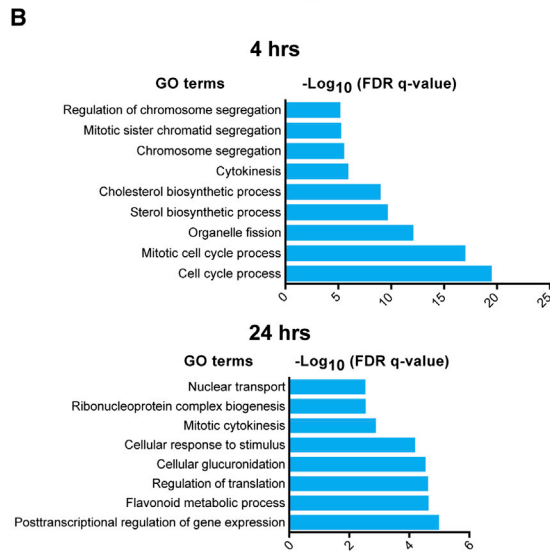 B
4 hrs
GO terms -Log10 (FDR q-value)
Regulation of chromosome segregation
Mitotic sister chromatid segregation
Chromosome segregation
Cytokinesis
Cholesterol biosynthetic process
Sterol biosynthetic process
Organelle fission
Mitotic cell cycle process
Cell cycle process
0 5 10 15 20 25
24 hrs
GO terms -Log10 (FDR q-value)
Nuclear transport
Ribonucleoprotein complex biogenesis
Mitotic cytokinesis
Cellular response to stimulus
Cellular glucuronidation
Regulation of translation
Flavonoid metabolic process
Posttranscriptional regulation of gene expression
0 2 4 6